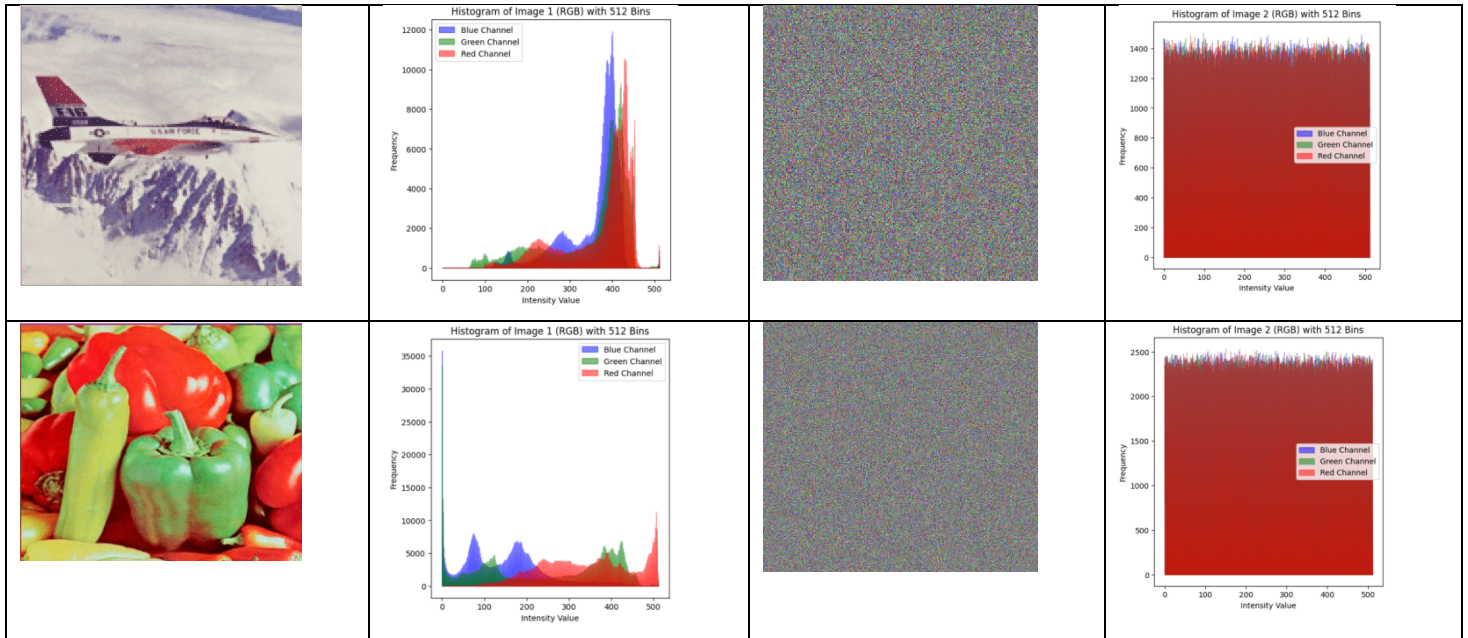 F-16
U.S. AIR FORCE
Histogram of Image 1 (RGB) with 512 Bins
Blue Channel
Green Channel
Red Channel
12000
10000
8000
6000
4000
2000
0
Frequency
0 100 200 300 400 500
Intensity Value
Histogram of Image 2 (RGB) with 512 Bins
1400
1200
1000
800
600
400
200
0
Frequency
Blue Channel
Green Channel
Red Channel
0 100 200 300 400 500
Intensity Value
Histogram of Image 1 (RGB) with 512 Bins
Blue Channel
Green Channel
Red Channel
35000
30000
25000
20000
15000
10000
5000
0
Frequency
0 100 200 300 400 500
Intensity Value
Histogram of Image 2 (RGB) with 512 Bins
2500
2000
1500
1000
500
0
Frequency
Blue Channel
Green Channel
Red Channel
0 100 200 300 400 500
Intensity Value